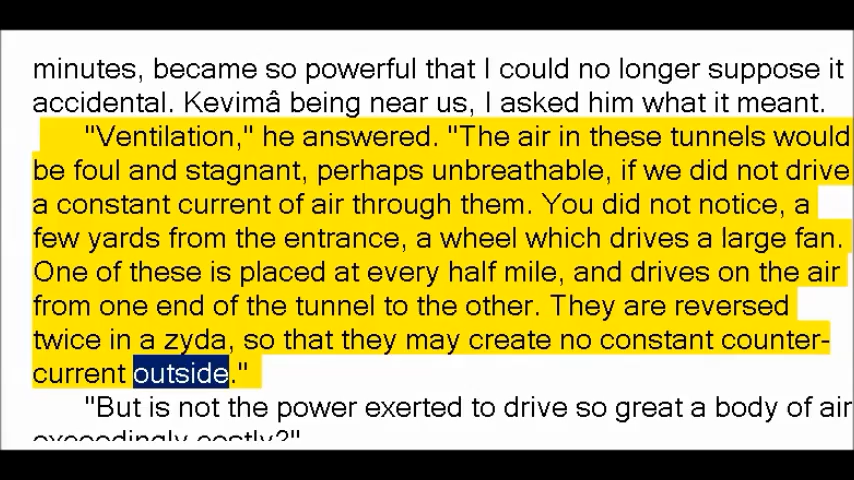 minutes, became so powerful that I could no longer suppose it
accidental. Kevimâ being near us, I asked him what it meant.
"Ventilation," he answered. "The air in these tunnels would
be foul and stagnant, perhaps unbreathable, if we did not drive
a constant current of air through them. You did not notice, a
few yards from the entrance, a wheel which drives a large fan.
One of these is placed at every half mile, and drives on the air
from one end of the tunnel to the other. They are reversed
twice in a zyda, so that they may create no constant counter-
current outside."
"But is not the power exerted to drive so great a body of air
exceedingly costly?"